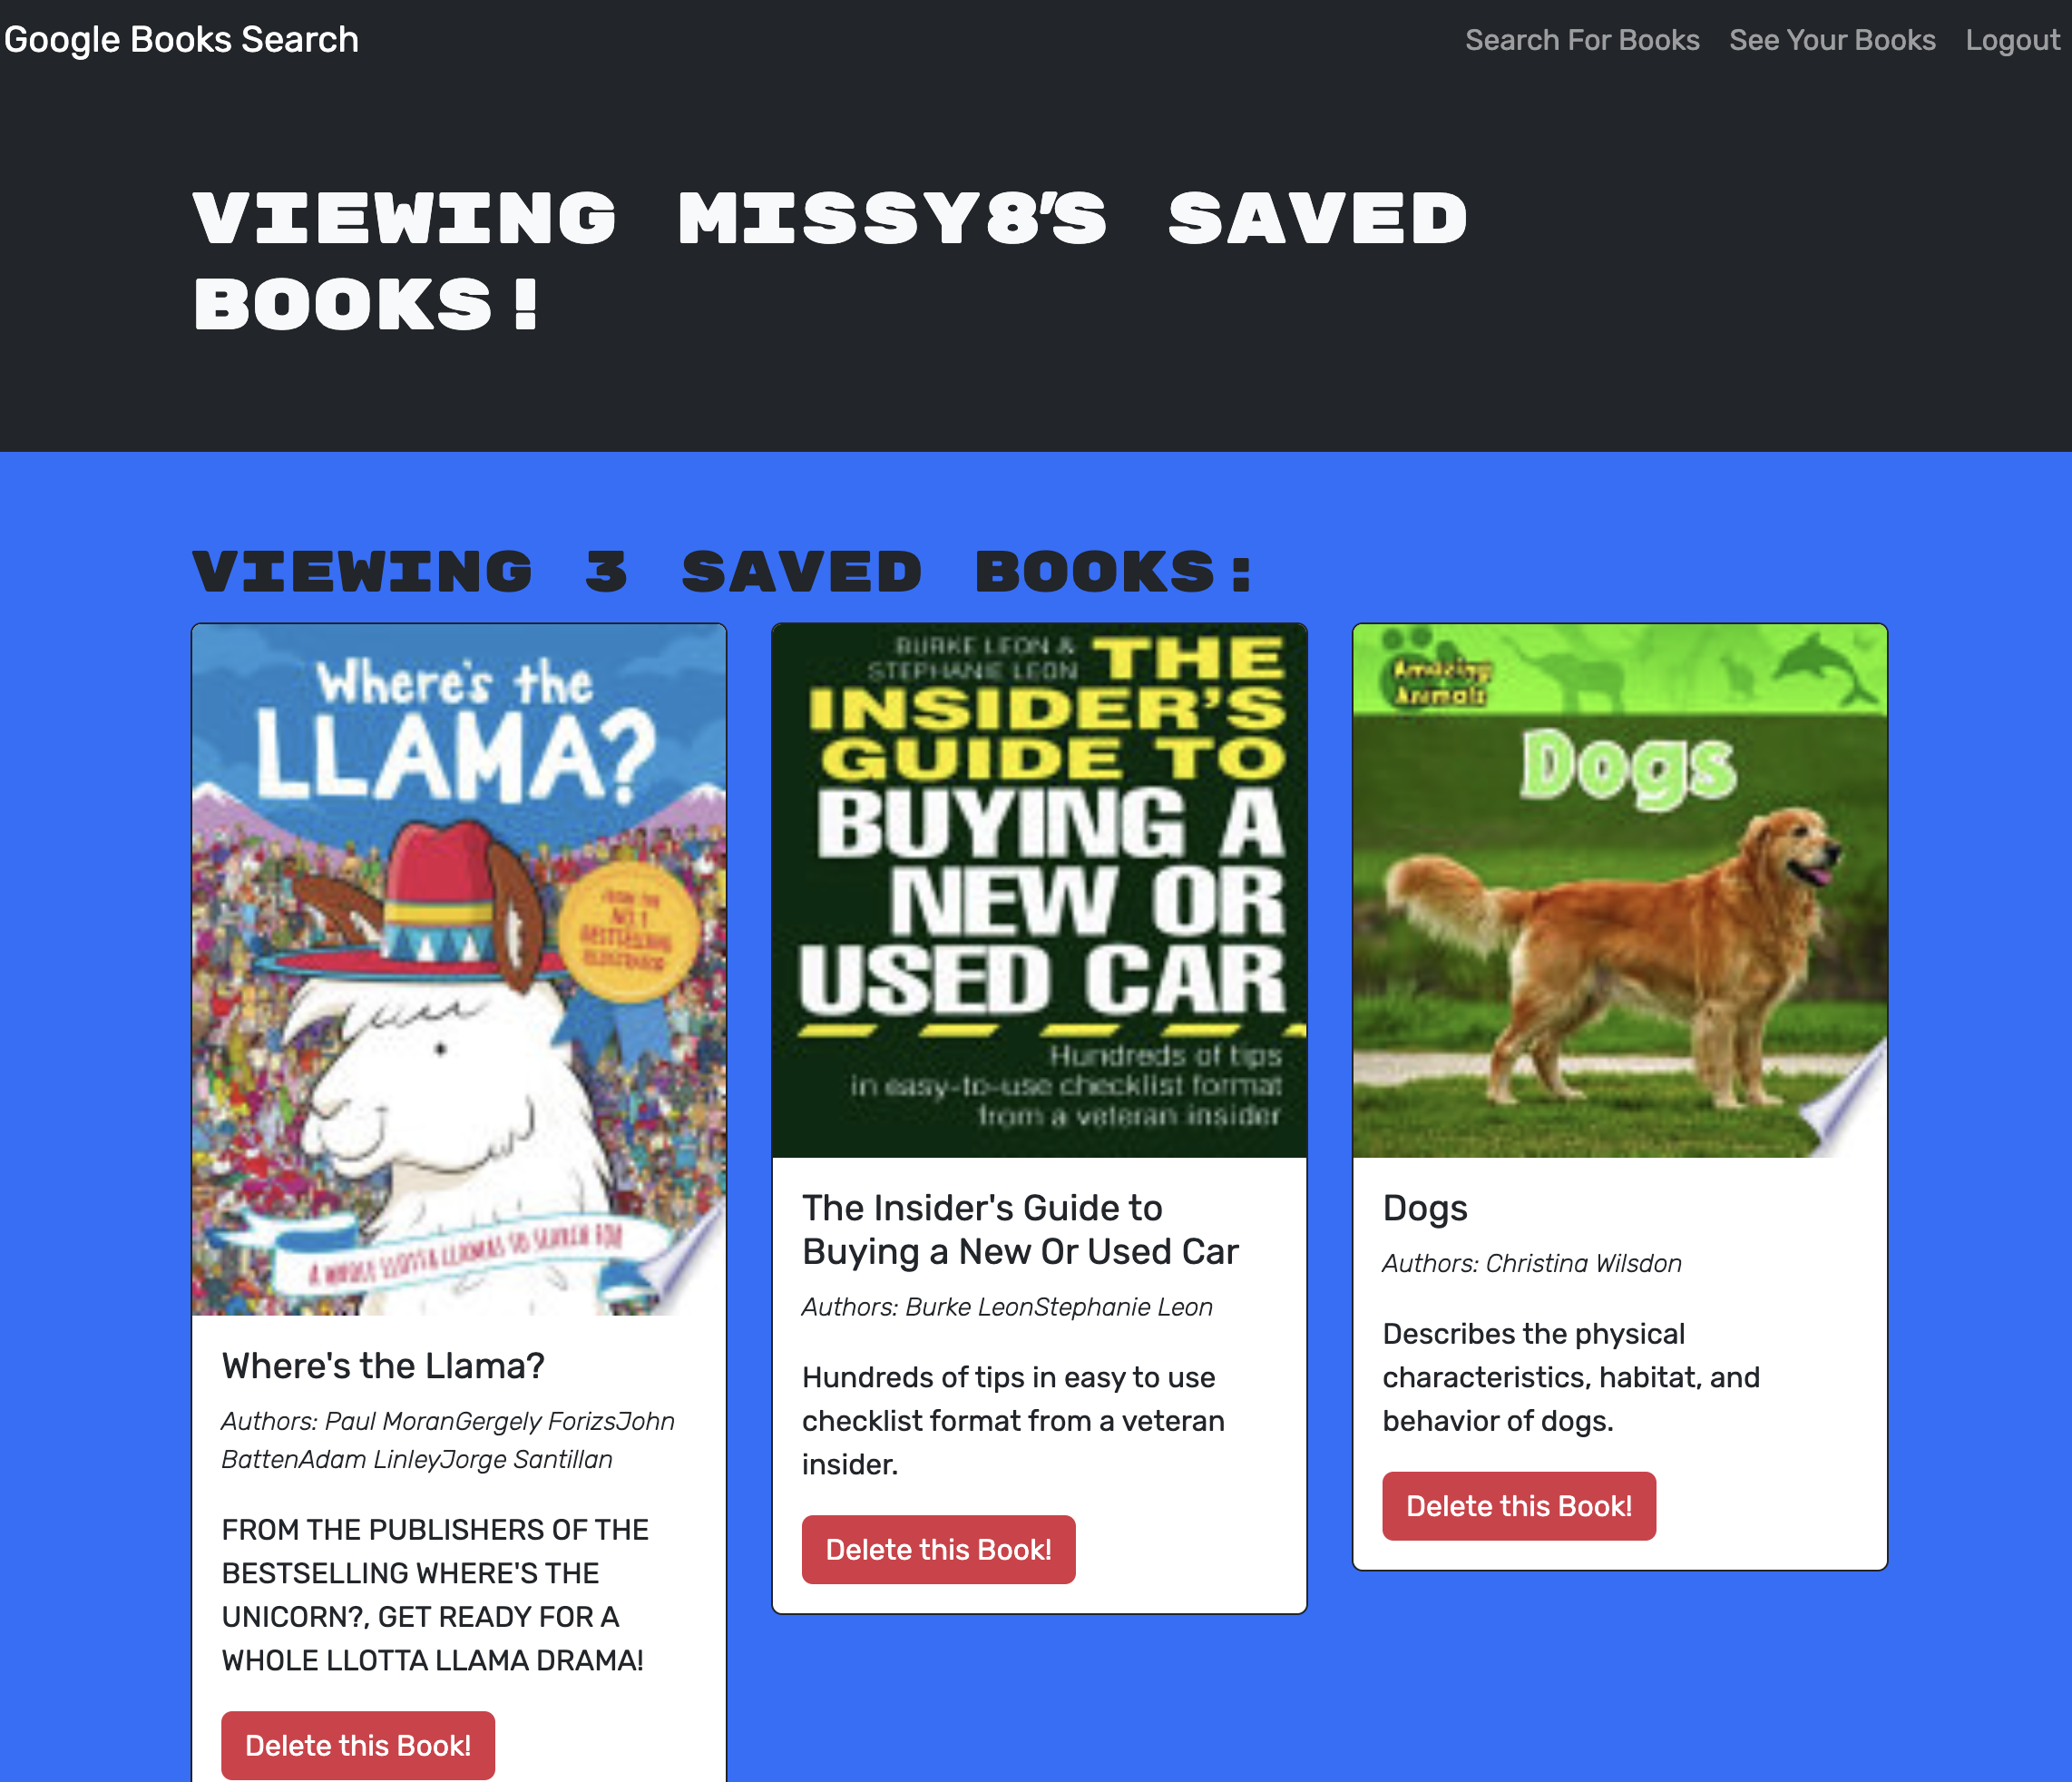 Google Books Search
Search For Books See Your Books Logout
VIEWING MISSY8'S SAVED
BOOKS!
VIEWING 3 SAVED BOOKS:
Where's the
LLAMA?
FROM THE
NO.1
BESTSELLING
ILLUSTRATOR
A WHOLE LLOTTA LLAMAS TO SEARCH FOR
Where's the Llama?
Authors: Paul MoranGergely ForizsJohn
BattenAdam LinleyJorge Santillan
FROM THE PUBLISHERS OF THE
BESTSELLING WHERE'S THE
UNICORN?, GET READY FOR A
WHOLE LLOTTA LLAMA DRAMA!
Delete this Book!
BURKE LEON &
STEPHANIE LEON
THE
INSIDER'S
GUIDE TO
BUYING A
NEW OR
USED CAR
Hundreds of tips
in easy-to-use checklist format
from a veteran insider
The Insider's Guide to
Buying a New Or Used Car
Authors: Burke LeonStephanie Leon
Hundreds of tips in easy to use
checklist format from a veteran
insider.
Delete this Book!
Amazing
Animals
Dogs
Dogs
Authors: Christina Wilsdon
Describes the physical
characteristics, habitat, and
behavior of dogs.
Delete this Book!